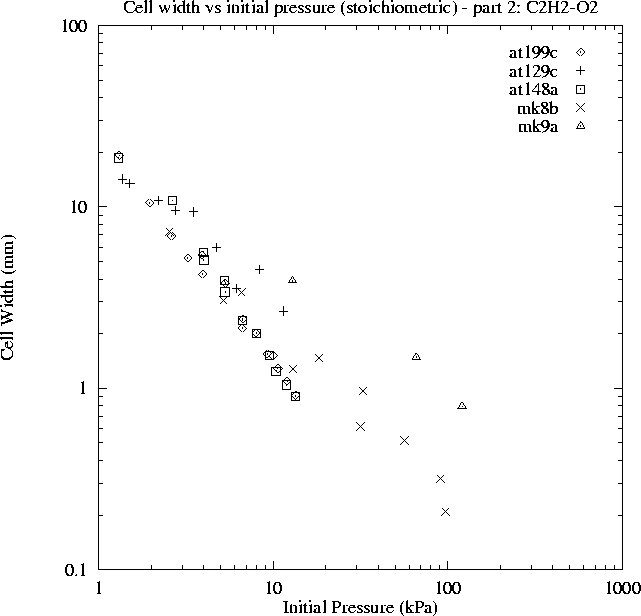 Cell width vs initial pressure (stoichiometric) - part 2: C2H2-O2
100
at199c
at129c
at148a
mk8b
mk9a
10
Cell Width (mm)
1
0.1
1 10 100 1000
Initial Pressure (kPa)